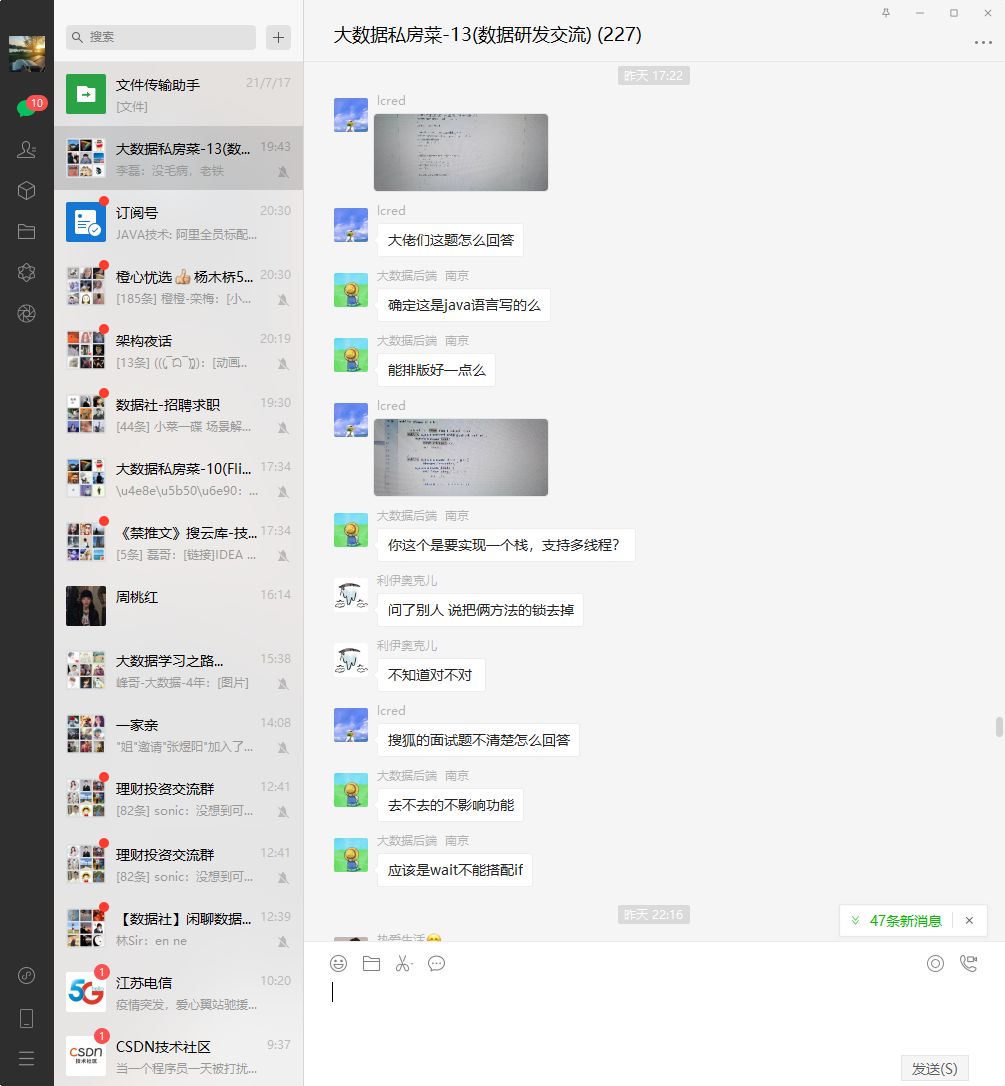 搜索
10
文件传输助手
21/7/17
[文件]
大数据私房菜-13(数...
19:43
李磊：没毛病，老铁
订阅号
20:30
JAVA技术: 阿里全员标配...
橙心优选👍杨木桥5...
20:30
[185条] 橙橙-栾梅：[小...
架构夜话
20:19
[13条]
[动画...
数据社-招聘求职
19:30
[44条] 小菜一碟 场景解...
大数据私房菜-10(Fli...
17:34
\u4e8e\u5b50\u6e90：...
《禁推文》搜云库-技...
17:34
[5条] 磊哥：[链接]IDEA ...
周桃红
16:14
大数据学习之路...
15:38
峰哥-大数据-4年：[图片]
一家亲
14:08
"姐"邀请"张煜阳"加入了...
理财投资交流群
12:41
[82条] sonic：没想到可...
理财投资交流群
12:41
[82条] sonic：没想到可...
【数据社】闲聊数据...
12:39
林Sir：en ne
1
江苏电信
10:20
疫情突发，爱心翼站驰援...
5G
hello
1
CSDN技术社区
9:37
当一个程序员一天被打扰...
CSDN
技术社区
大数据私房菜-13(数据研发交流) (227)
昨天 17:22
lcred
lcred
大佬们这题怎么回答
大数据后端 南京
确定这是java语言写的么
大数据后端 南京
能排版好一点么
lcred
大数据后端 南京
你这个是要实现一个栈，支持多线程?
利伊奥克儿
问了别人 说把俩方法的锁去掉
利伊奥克儿
不知道对不对
lcred
搜狐的面试题不清楚怎么回答
大数据后端 南京
去不去的不影响功能
大数据后端 南京
应该是wait不能搭配if
昨天 22:16
热爱生活😊
47条新消息
发送(S)